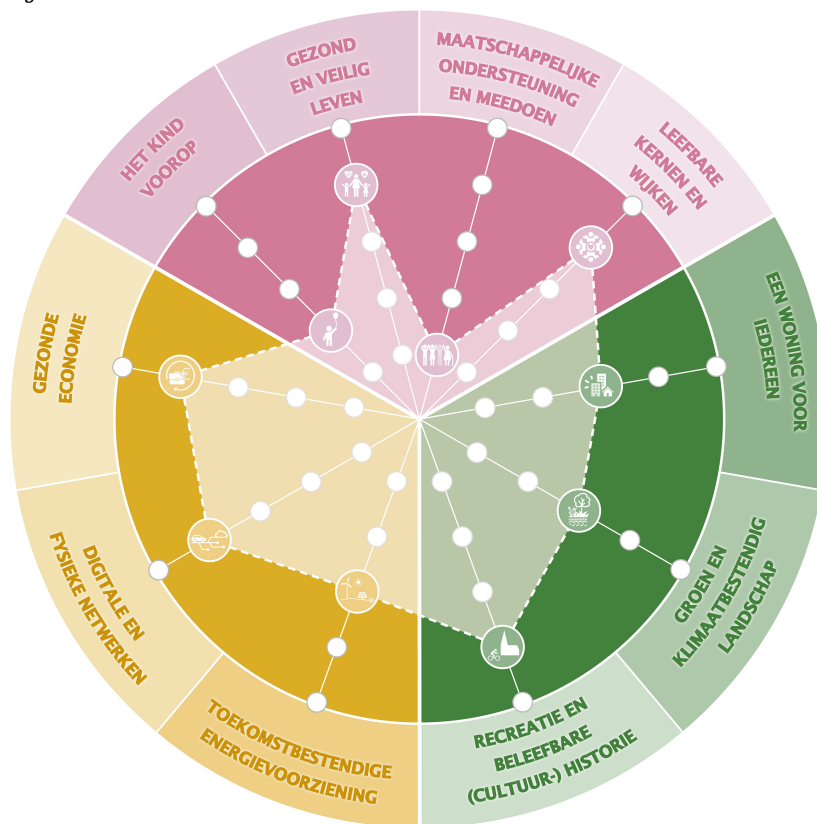 HET KIND
VOOROP
GEZOND
EN VEILIG
LEVEN
MAATSCHAPPELIJKE
ONDERSTEUNING
EN MEEDOEN
LEEFBARE
KERNEN EN
WIJKEN
EEN WONING VOOR
IEDEREEN
GROEN EN
KLIMAATBESTENDIG
LANDSCHAP
RECREATIE EN
BELEEFBARE
(CULTUUR-) HISTORIE
TOEKOMSTBESTENDIGE
ENERGIEVOORZIENING
DIGITALE EN
FYSIEKE NETWERKEN
GEZONDE
ECONOMIE